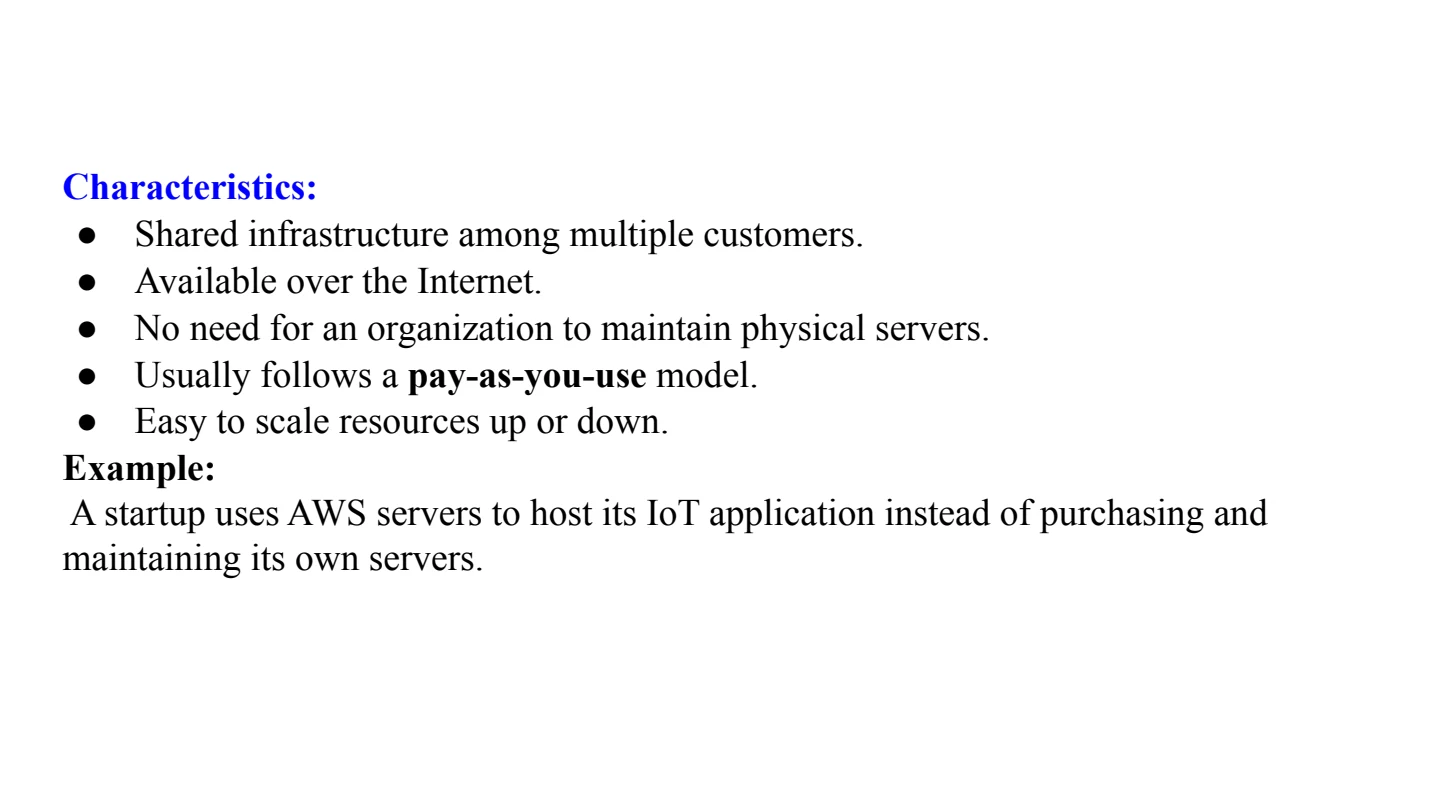 Characteristics:
● Shared infrastructure among multiple customers.
● Available over the Internet.
● No need for an organization to maintain physical servers.
● Usually follows a pay-as-you-use model.
● Easy to scale resources up or down.
Example:
A startup uses AWS servers to host its IoT application instead of purchasing and
maintaining its own servers.